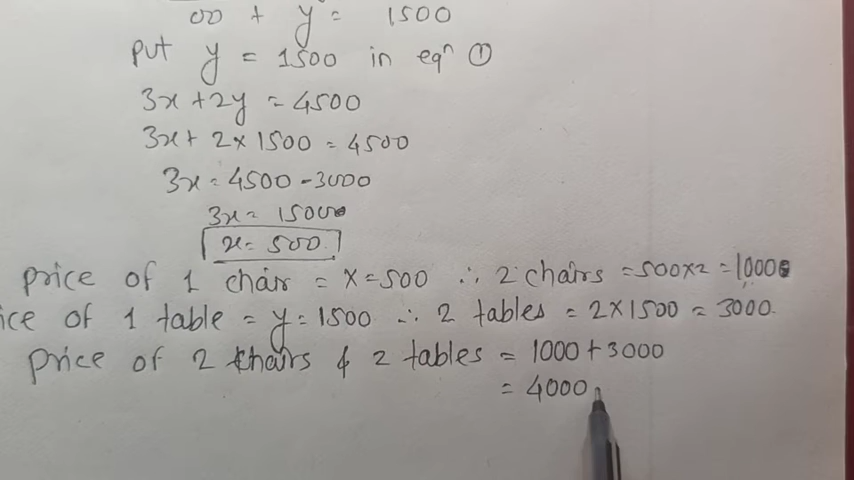 00 + y = 1500
Put y = 1500 in eqⁿ ①
3x + 2y = 4500
3x + 2 × 1500 = 4500
3x = 4500 - 3000
3x = 1500
x = 500
price of 1 chair = x = 500 ∴ 2 chairs = 500×2 = 1000
ice of 1 table = y = 1500 ∴ 2 tables = 2×1500 = 3000.
price of 2 chairs & 2 tables = 1000 + 3000
= 4000